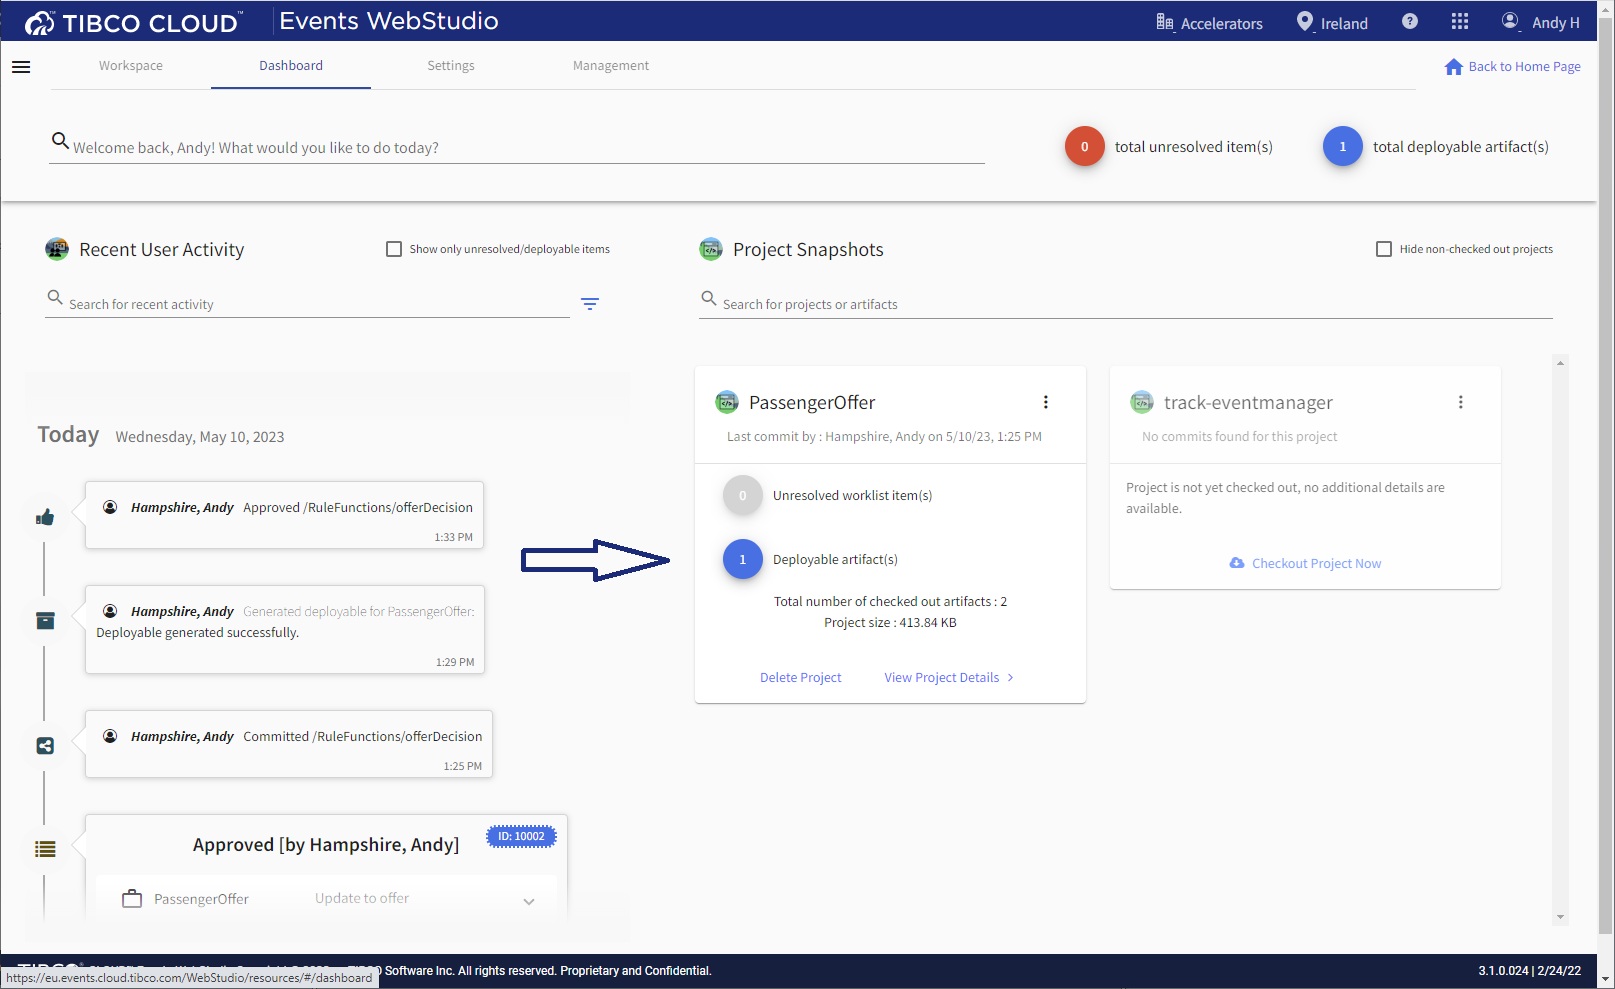 TIBCO CLOUD™ Events WebStudio
Accelerators
Ireland
?
Andy H
Workspace
Dashboard
Settings
Management
Back to Home Page
Welcome back, Andy! What would you like to do today?
0 total unresolved item(s)
1 total deployable artifact(s)
Recent User Activity
Show only unresolved/deployable items
Search for recent activity
Today Wednesday, May 10, 2023
Hampshire, Andy Approved /RuleFunctions/offerDecision
1:33 PM
Hampshire, Andy Generated deployable for PassengerOffer:
Deployable generated successfully.
1:29 PM
Hampshire, Andy Committed /RuleFunctions/offerDecision
1:25 PM
ID: 10002
Approved [by Hampshire, Andy]
PassengerOffer Update to offer
Project Snapshots
Hide non-checked out projects
Search for projects or artifacts
PassengerOffer
Last commit by : Hampshire, Andy on 5/10/23, 1:25 PM
0 Unresolved worklist item(s)
1 Deployable artifact(s)
Total number of checked out artifacts : 2
Project size : 413.84 KB
Delete Project
View Project Details
track-eventmanager
No commits found for this project
Project is not yet checked out, no additional details are
available.
Checkout Project Now
Software Inc. All rights reserved. Proprietary and Confidential.
3.1.0.024 | 2/24/22
https://eu.events.cloud.tibco.com/WebStudio/resources/#/dashboard